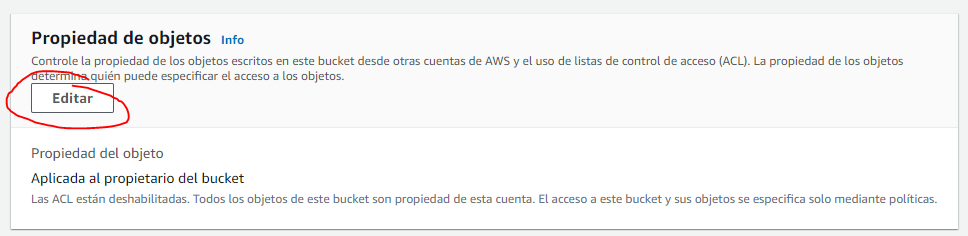 Propiedad de objetos Info
Controle la propiedad de los objetos escritos en este bucket desde otras cuentas de AWS y el uso de listas de control de acceso (ACL). La propiedad de los objetos
determina quién puede especificar el acceso a los objetos.
Editar
Propiedad del objeto
Aplicada al propietario del bucket
Las ACL están deshabilitadas. Todos los objetos de este bucket son propiedad de esta cuenta. El acceso a este bucket y sus objetos se especifica solo mediante políticas.